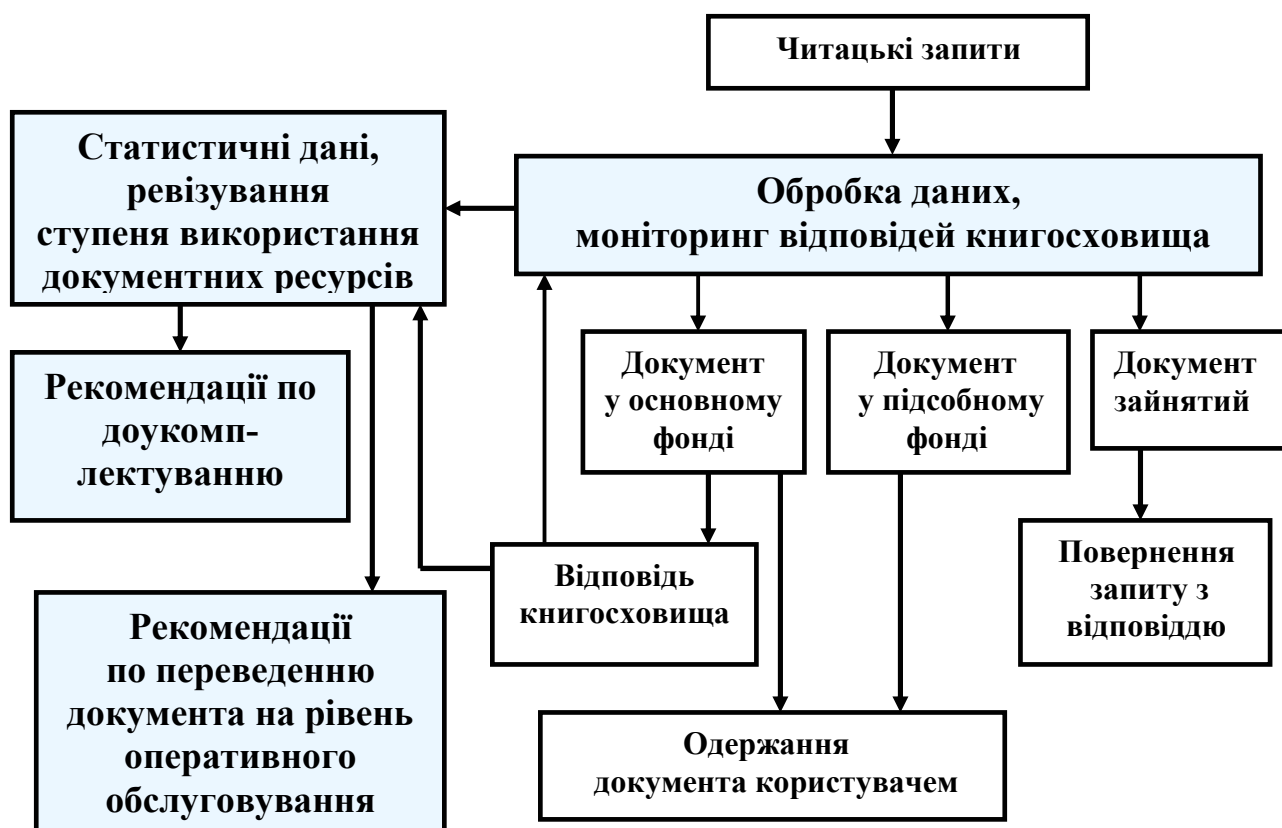 Читацькі запити
Статистичні дані,
ревізування
ступеня використання
документних ресурсів
Обробка даних,
моніторинг відповідей книгосховища
Документ
у основному
фонді
Документ
у підсобному
фонді
Документ
зайнятий
Рекомендації по
доукомп-
лектуванню
Відповідь
книгосховища
Повернення
запиту з
відповіддю
Рекомендації
по переведенню
документа на рівень
оперативного
обслуговування
Одержання
документа користувачем